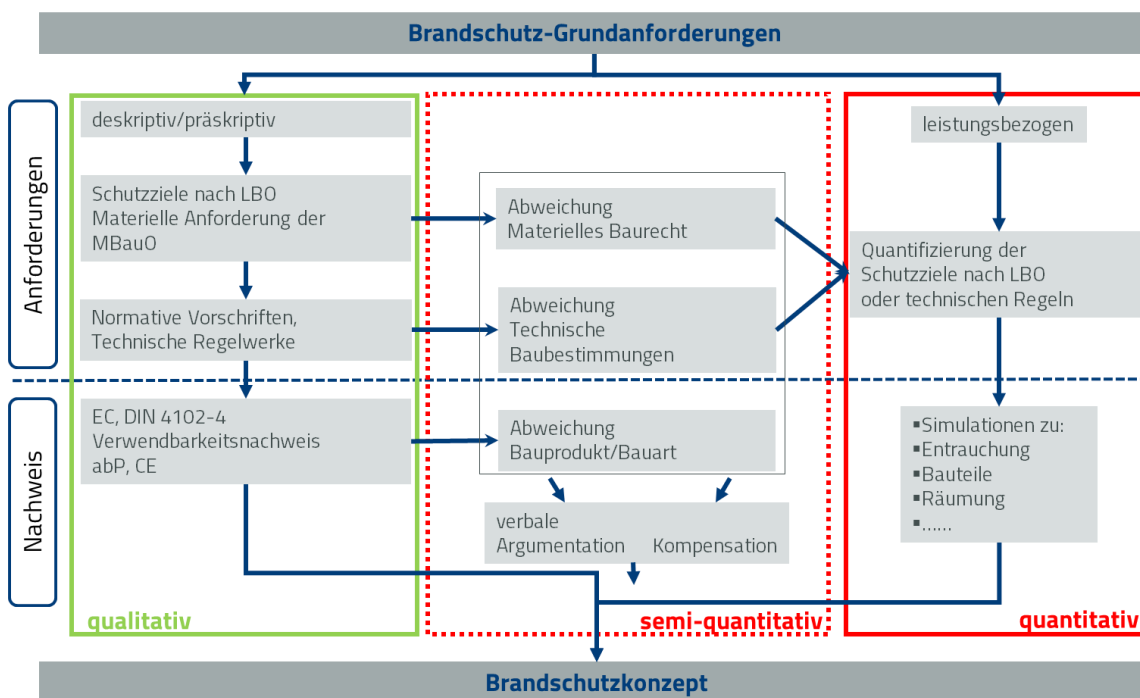 Brandschutz-Grundanforderungen
Anforderungen
Nachweis
deskriptiv/präskriptiv
Schutzziele nach LBO
Materielle Anforderung der
MBauO
Normative Vorschriften,
Technische Regelwerke
EC, DIN 4102-4
Verwendbarkeitsnachweis
abP, CE
qualitativ
Abweichung
Materielles Baurecht
Abweichung
Technische
Baubestimmungen
Abweichung
Bauprodukt/Bauart
verbale
Argumentation Kompensation
semi-quantitativ
leistungsbezogen
Quantifizierung der
Schutzziele nach LBO
oder technischen Regeln
▪Simulationen zu:
▪Entrauchung
▪Bauteile
▪Räumung
▪......
quantitativ
Brandschutzkonzept